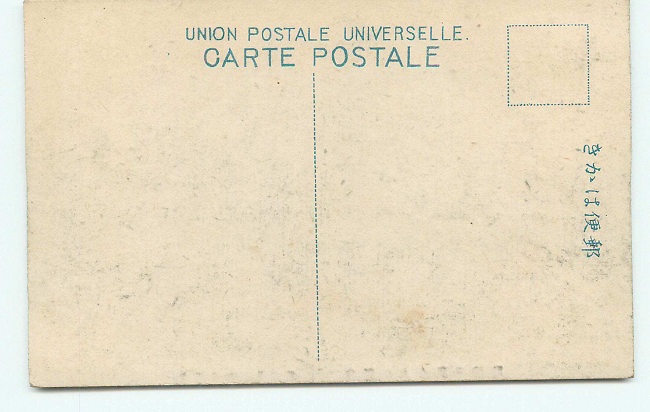 UNION POSTALE UNIVERSELLE.
CARTE POSTALE
郵便はかき